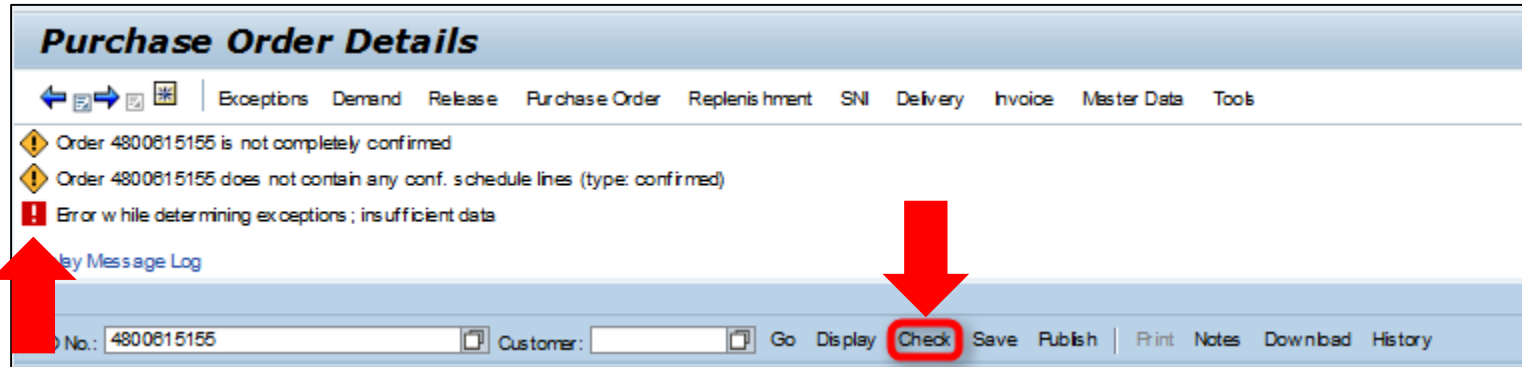 Purchase Order Details
Exceptions Demand Release Purchase Order Replenishment SNI Delivery Invoice Master Data Tools
Order 4800615155 is not completely confirmed
Order 4800615155 does not contain any conf. schedule lines (type: confirmed)
Error while determining exceptions; insufficient data
lay Message Log
No.: 4800615155 Customer: Go Display Check Save Publish Print Notes Download History